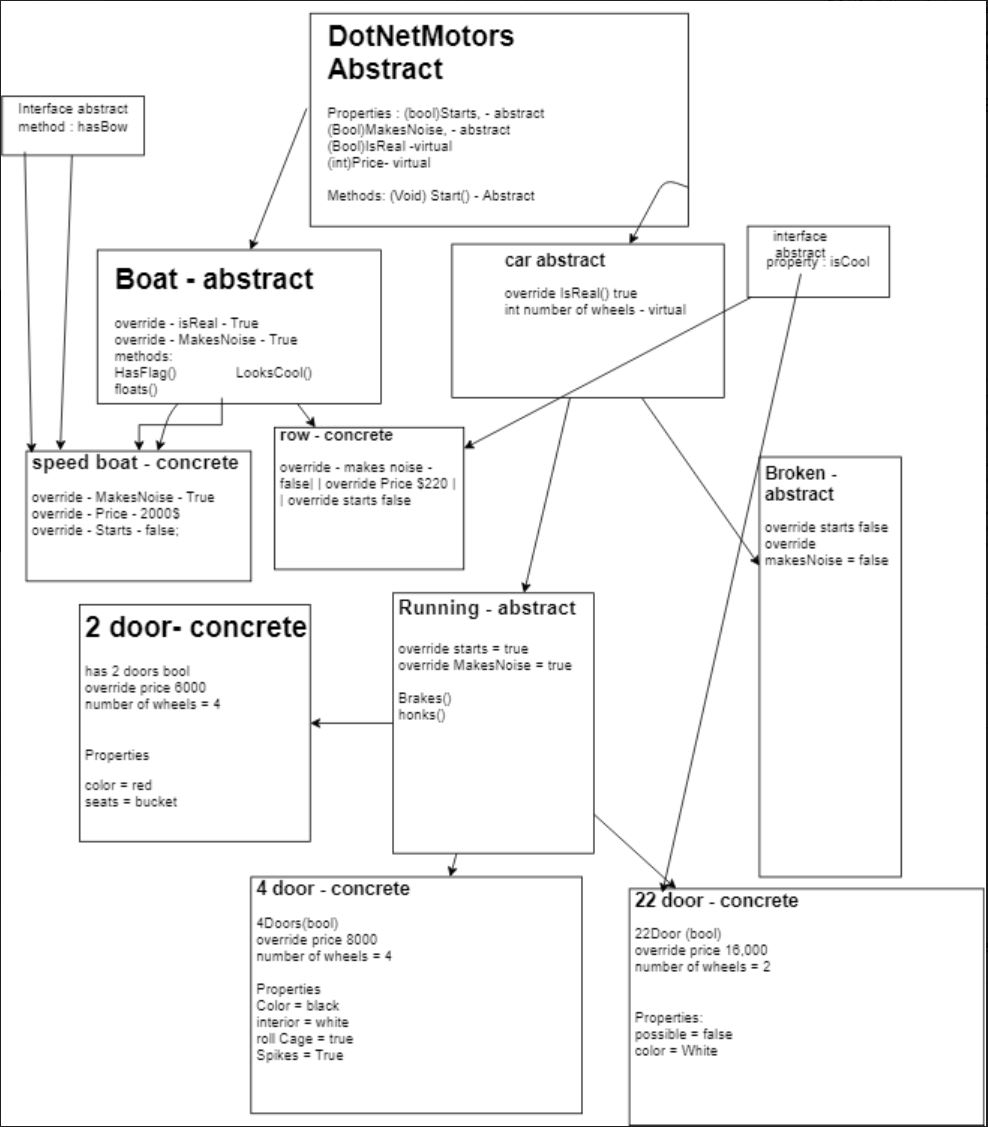 DotNetMotors
Abstract
Properties : (bool)Starts, - abstract
(Bool)MakesNoise, - abstract
(Bool)IsReal -virtual
(int)Price- virtual
Methods: (Void) Start() - Abstract
Interface abstract
method : hasBow
Boat - abstract
override - isReal - True
override - MakesNoise - True
methods:
HasFlag() LooksCool()
floats()
car abstract
override IsReal() true
int number of wheels - virtual
interface
abstract
property : isCool
speed boat - concrete
override - MakesNoise - True
override - Price - 2000$
override - Starts - false;
row - concrete
override - makes noise -
false| | override Price $220 |
| override starts false
Broken -
abstract
override starts false
override
makesNoise = false
2 door- concrete
has 2 doors bool
override price 6000
number of wheels = 4
Properties
color = red
seats = bucket
Running - abstract
override starts = true
override MakesNoise = true
Brakes()
honks()
4 door - concrete
4Doors(bool)
override price 8000
number of wheels = 4
Properties
Color = black
interior = white
roll Cage = true
Spikes = True
22 door - concrete
22Door (bool)
override price 16,000
number of wheels = 2
Properties:
possible = false
color = White